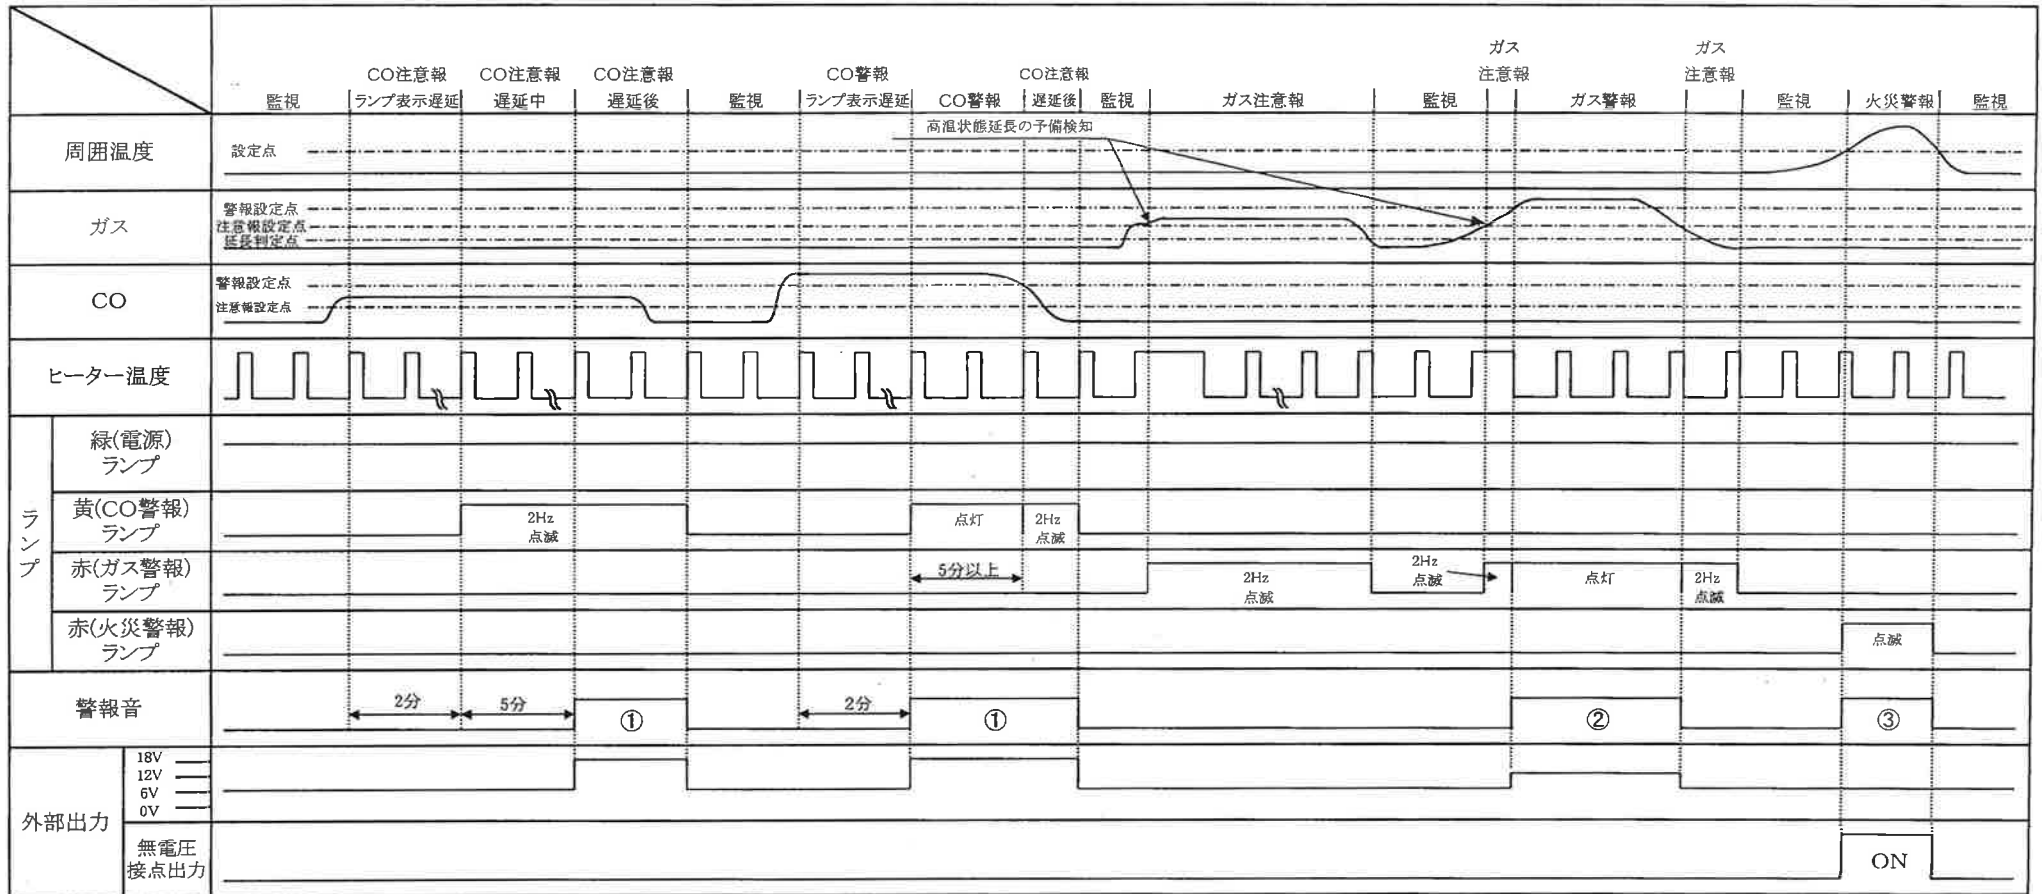 ガス
ガス
CO注意報 CO注意報 CO注意報 CO警報 CO注意報 注意報 注意報
監視 ランプ表示遅延 遅延中 遅延後 監視 ランプ表示遅延 CO警報 遅延後 監視 ガス注意報 監視 ガス警報 監視 火災警報 監視
高温状態延長の予備検知
周囲温度
設定点
ガス
警報設定点
注意報設定点
延長判定点
CO
警報設定点
注意報設定点
ヒーター温度
ランプ
緑(電源)
ランプ
黄(CO警報)
ランプ
2Hz
点滅
点灯
2Hz
点滅
赤(ガス警報)
ランプ
5分以上
2Hz
点滅
2Hz
点滅
点灯
2Hz
点滅
赤(火災警報)
ランプ
点滅
警報音
2分 5分 ① 2分 ① ② ③
外部出力
18V
12V
6V
0V
無電圧
接点出力
ON